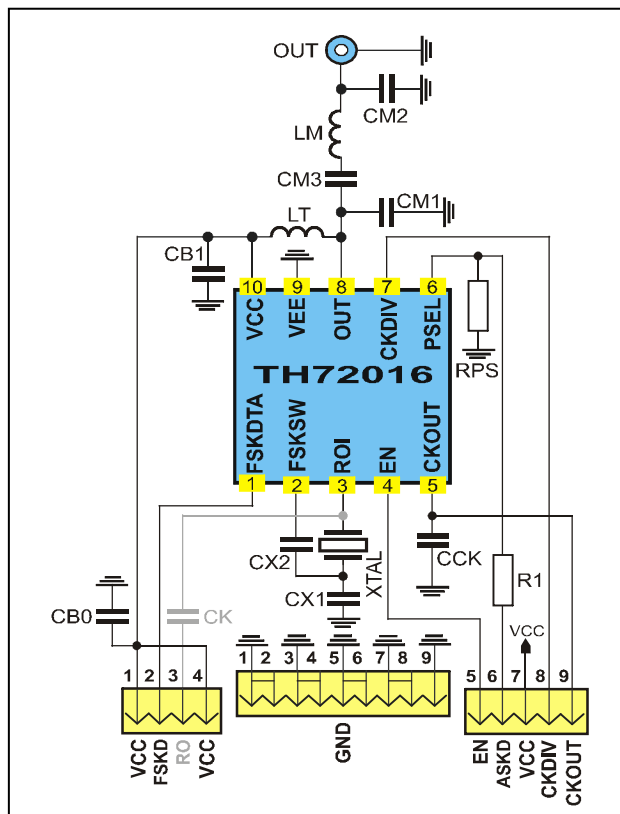 OUT
CM2
LM
CM3
CM1
LT
CB1
10 9 8 7 6
VCC VEE OUT CKDIV PSEL
RPS
TH72016
FSKDTA FSKSW ROI EN CKOUT
1 2 3 4 5
CX2
XTAL
CCK
R1
CX1
CB0
CK
VCC
1 2 3 4
1 2 3 4 5 6 7 8 9
5 6 7 8 9
VCC FSKD RO VCC
GND
EN ASKD VCC CKDIV CKOUT